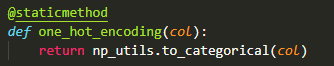 @staticmethod
def one_hot_encoding(col):
    return np_utils.to_categorical(col)